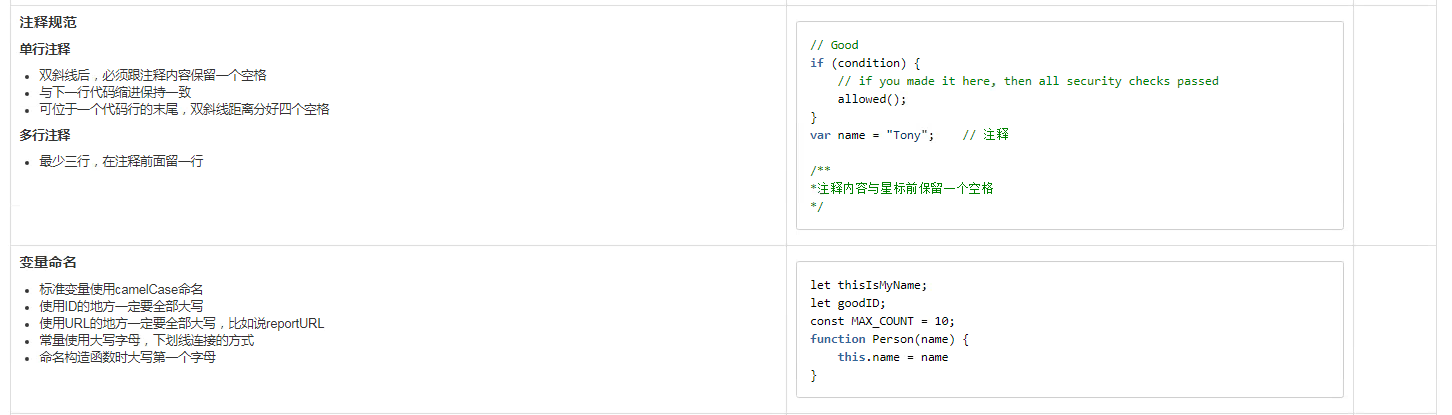 注释规范
单行注释
双斜线后，必须跟注释内容保留一个空格
与下一行代码缩进保持一致
可位于一个代码行的末尾，双斜线距离分好四个空格
多行注释
最少三行，在注释前面留一行
// Good
if (condition) {
    // if you made it here, then all security checks passed
    allowed();
}
var name = "Tony";    // 注释
/**
*注释内容与星标前保留一个空格
*/
变量命名
标准变量使用camelCase命名
使用ID的地方一定要全部大写
使用URL的地方一定要全部大写，比如说reportURL
常量使用大写字母，下划线连接的方式
命名构造函数时大写第一个字母
let thisIsMyName;
let goodID;
const MAX_COUNT = 10;
function Person(name) {
    this.name = name
}